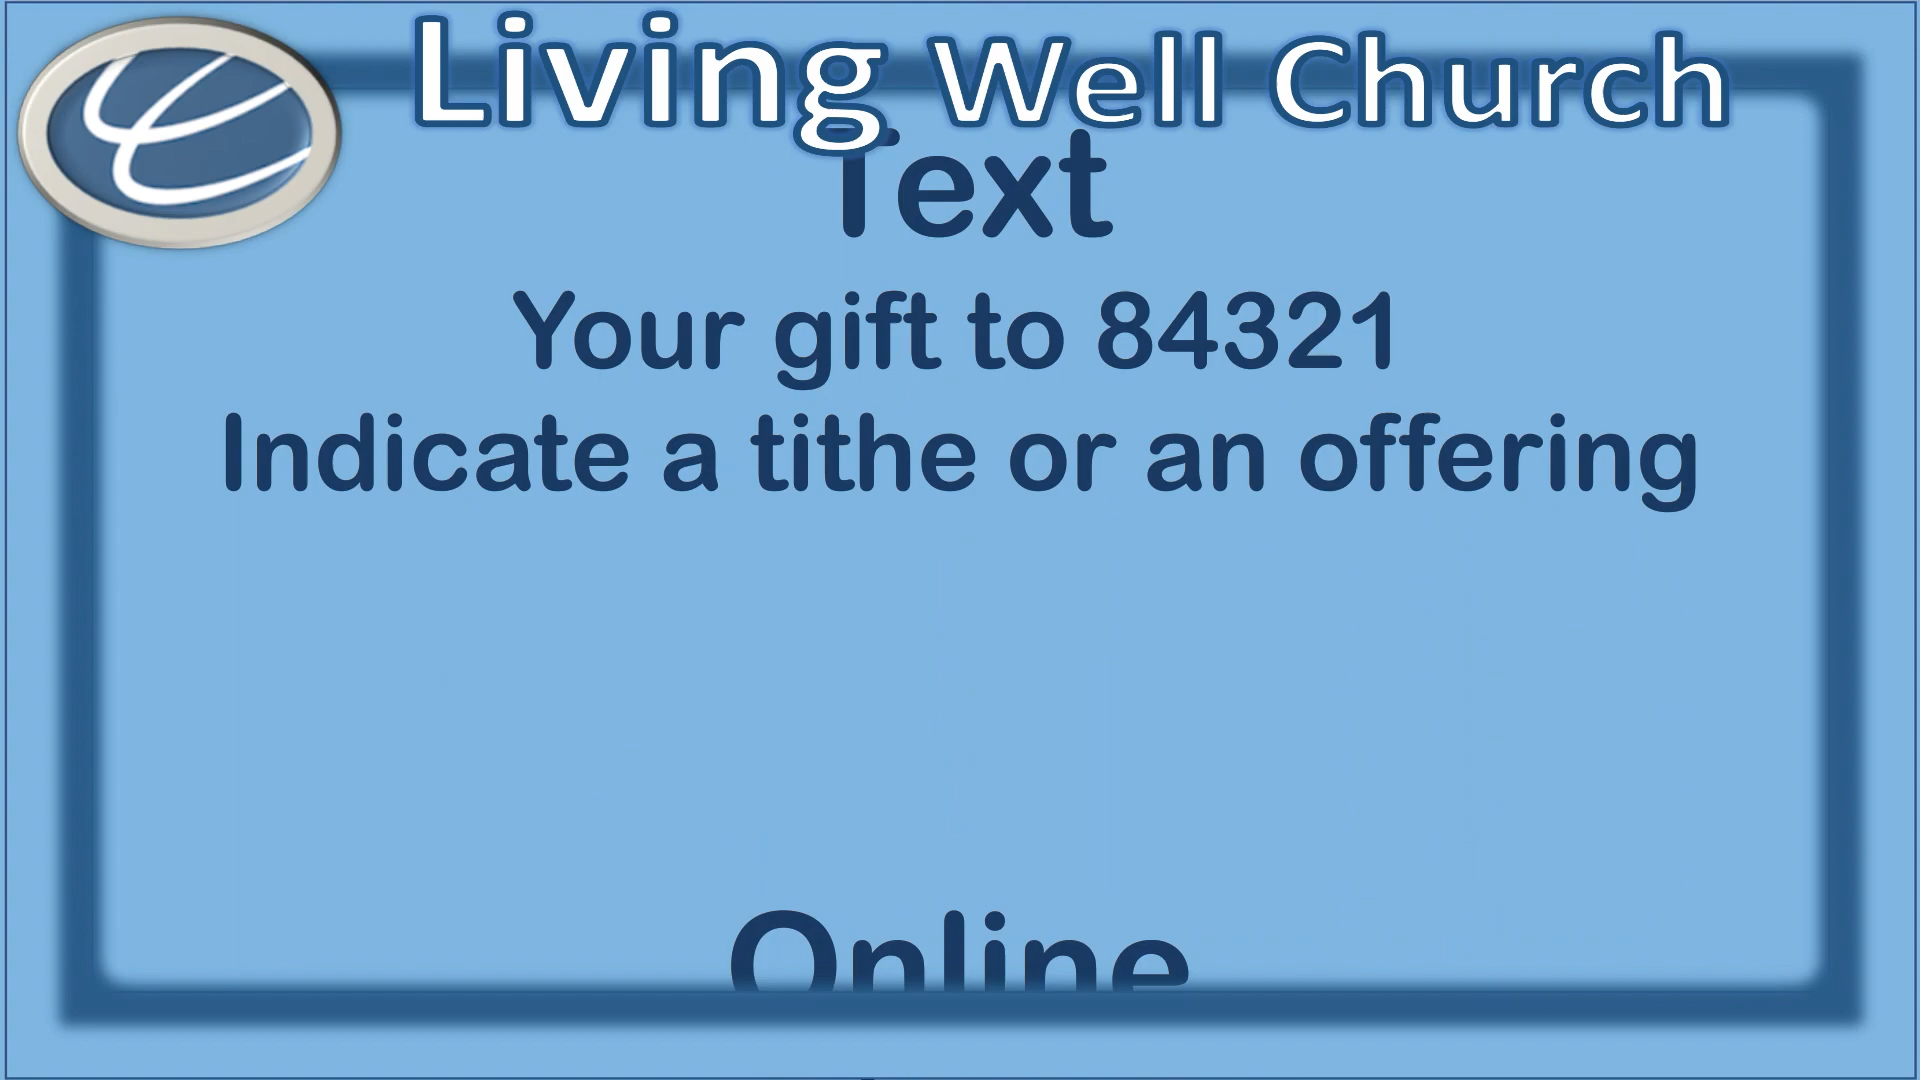 Living Well Church
Text
Your gift to 84321
Indicate a tithe or an offering
Online